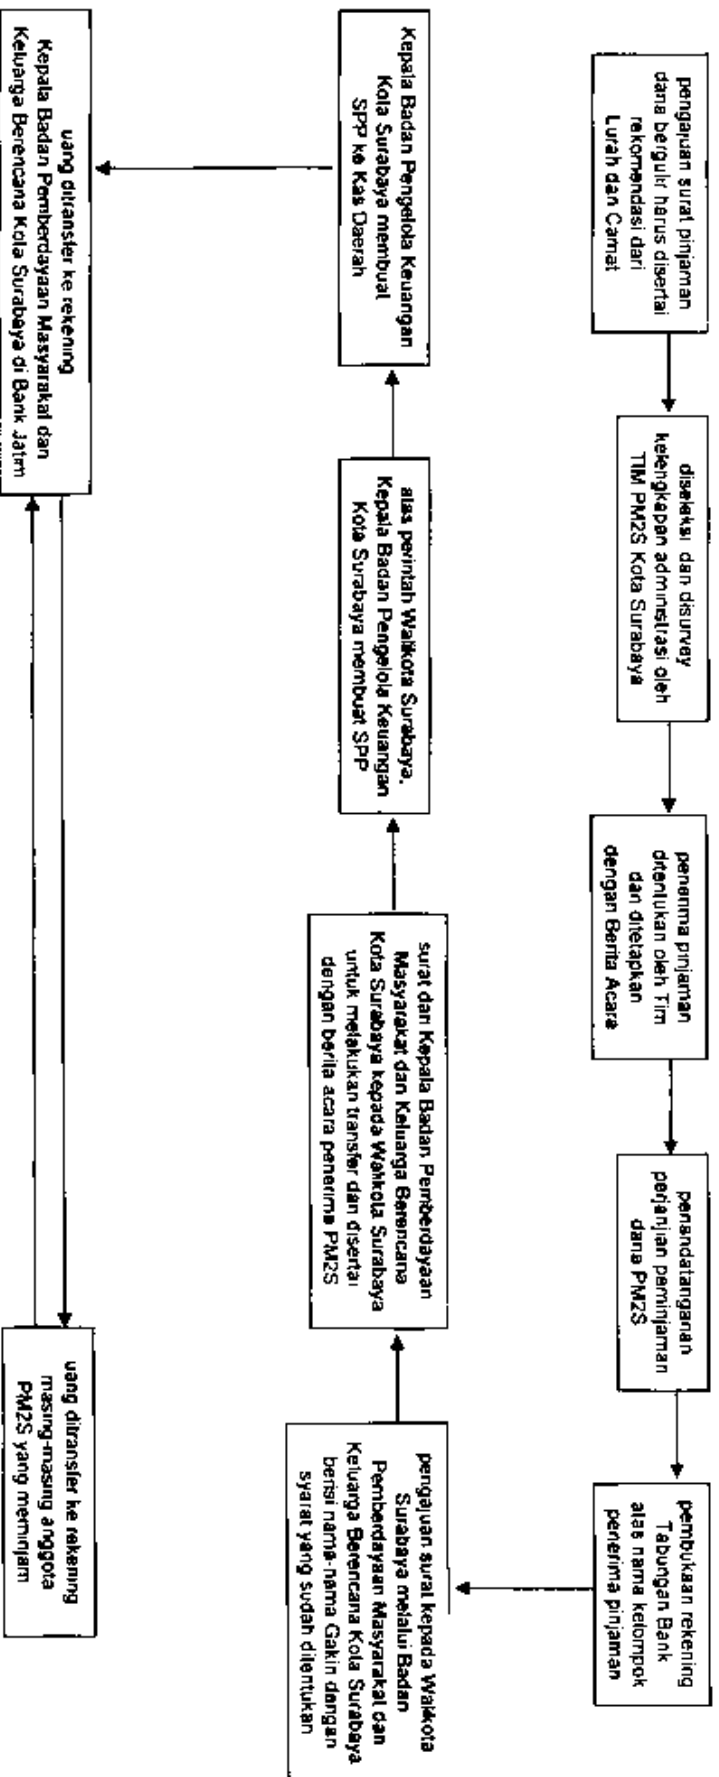 pengajuan surat pinjaman
dana bergulir harus disertai
rekomendasi dari
Lurah dan Camat
diseleksi dan disurvey
kelengkapan administrasi oleh
TIM PM2S Kota Surabaya
penerima pinjaman
ditentukan oleh Tim
dan ditetapkan
dengan Berita Acara
penandatanganan
perjanjian peminjaman
dana PM2S
pembukaan rekening
Tabungan Bank
atas nama kelompok
penerima pinjaman
pengajuan surat kepada Walikota
Surabaya melalui Badan
Pemberdayaan Masyarakat dan
Keluarga Berencana Kota Surabaya
berisi nama-nama Gakin dengan
syarat yang sudah ditentukan
surat dari Kepala Badan Pemberdayaan
Masyarakat dan Keluarga Berencana
Kota Surabaya kepada Walikota Surabaya
untuk melakukan transfer dan disertai
dengan berita acara penerima PM2S
atas perintah Walikota Surabaya,
Kepala Badan Pengelola Keuangan
Kota Surabaya membuat SPP
Kepala Badan Pengelola Keuangan
Kota Surabaya membuat
SPP ke Kas Daerah
uang ditransfer ke rekening
Kepala Badan Pemberdayaan Masyarakat dan
Keluarga Berencana Kota Surabaya di Bank Jatim
uang ditransfer ke rekening
masing-masing anggota
PM2S yang meminjam